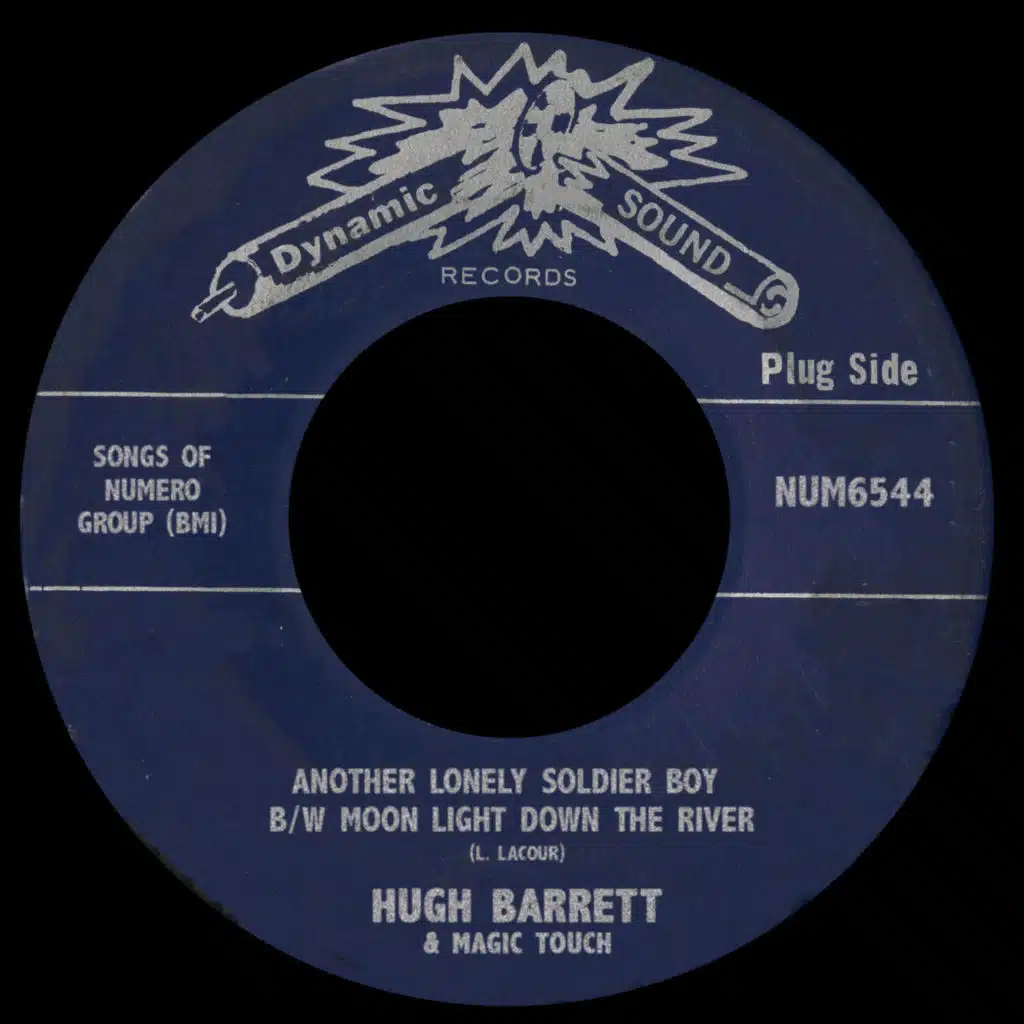 Dynamic SOUND
RECORDS
Plug Side
SONGS OF
NUMERO
GROUP (BMI)
NUM6544
ANOTHER LONELY SOLDIER BOY
B/W MOON LIGHT DOWN THE RIVER
(L. LACOUR)
HUGH BARRETT
& MAGIC TOUCH